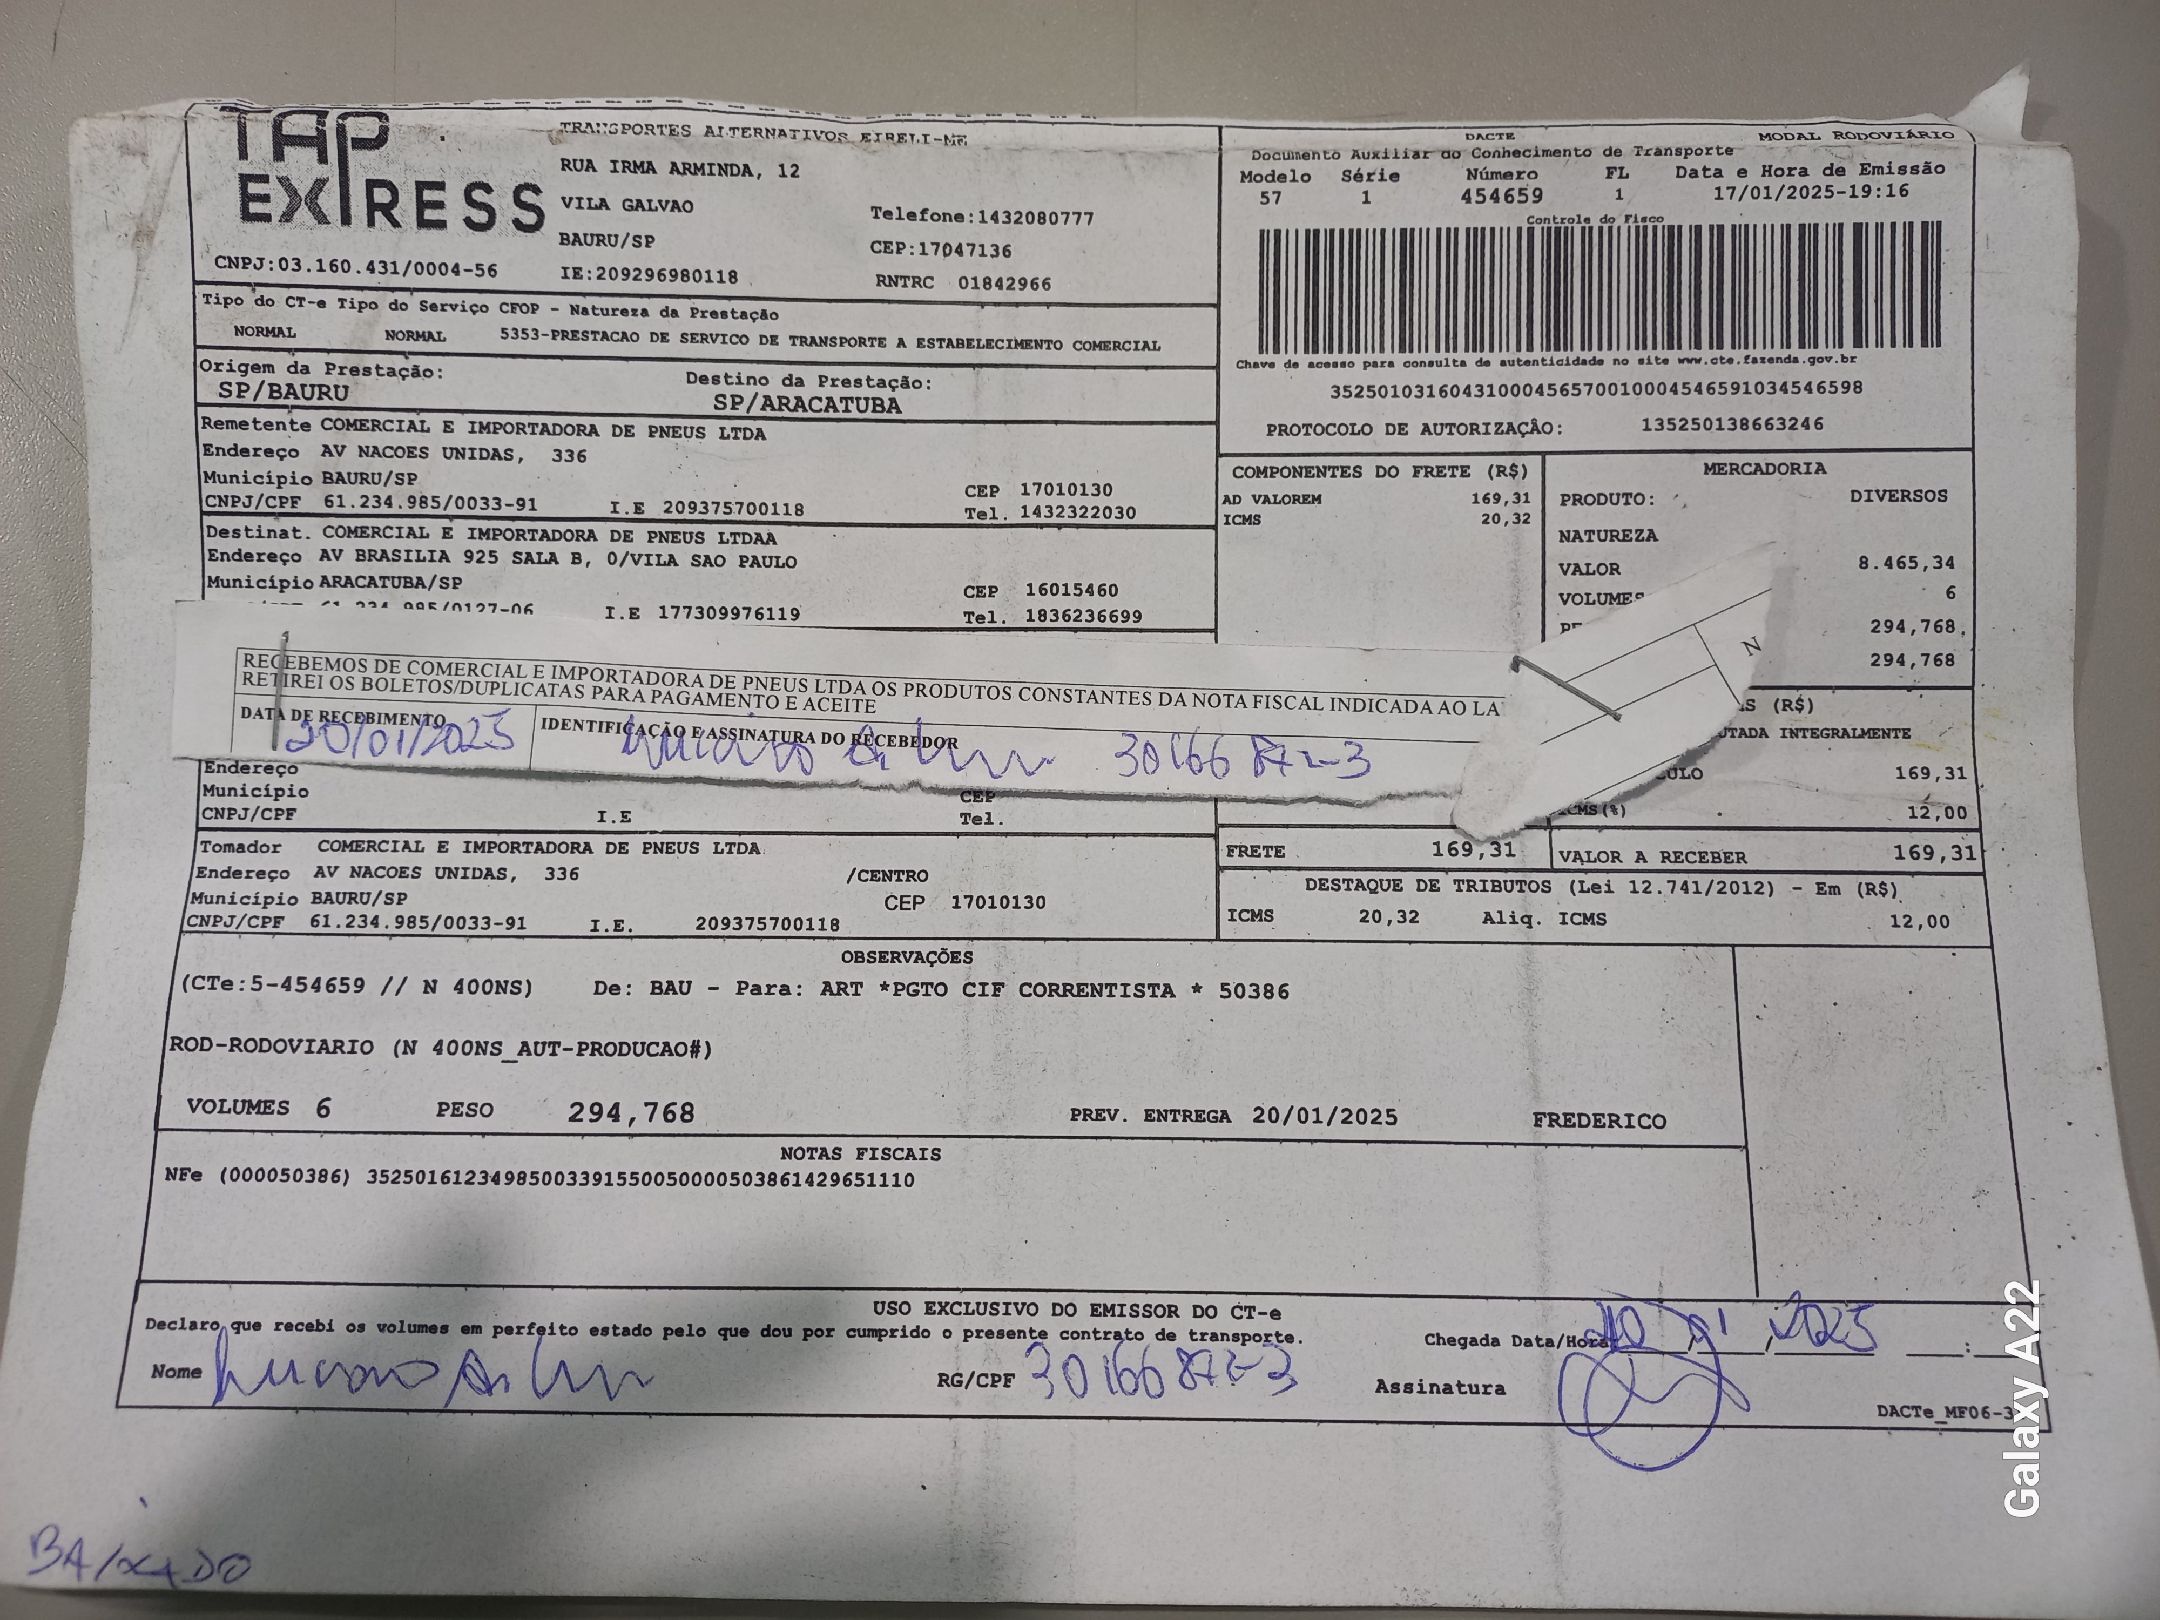 TAP EXPRESS
TRANSPORTES ALTERNATIVOS EIRELI-ME
RUA IRMA ARMINDA, 12
VILA GALVAO
Telefone:1432080777
BAURU/SP
CEP:17047136
CNPJ:03.160.431/0004-56
IE:209296980118
RNTRC 01842966
DACTE
MODAL RODOVIÁRIO
Documento Auxiliar do Conhecimento de Transporte
Modelo Série Número FL Data e Hora de Emissão
57 1 454659 1 17/01/2025-19:16
Controle do Fisco
Chave de acesso para consulta de autenticidade no site www.cte.fazenda.gov.br
35250103160431000456570010004546591034546598
PROTOCOLO DE AUTORIZAÇÂO: 135250138663246
Tipo do CT-e Tipo do Serviço CFOP - Natureza da Prestação
NORMAL NORMAL 5353-PRESTACAO DE SERVICO DE TRANSPORTE A ESTABELECIMENTO COMERCIAL
Origem da Prestação: Destino da Prestação:
SP/BAURU SP/ARACATUBA
Remetente COMERCIAL E IMPORTADORA DE PNEUS LTDA
Endereço AV NACOES UNIDAS, 336
Município BAURU/SP CEP 17010130
CNPJ/CPF 61.234.985/0033-91 I.E 209375700118 Tel. 1432322030
Destinat. COMERCIAL E IMPORTADORA DE PNEUS LTDAA
Endereço AV BRASILIA 925 SALA B, 0/VILA SAO PAULO
Município ARACATUBA/SP CEP 16015460
61.234.985/0127-06 I.E 177309976119 Tel. 1836236699
COMPONENTES DO FRETE (R$)
AD VALOREM 169,31
ICMS 20,32
MERCADORIA
PRODUTO: DIVERSOS
NATUREZA
VALOR 8.465,34
VOLUMES 6
294,768
294,768
RECEBEMOS DE COMERCIAL E IMPORTADORA DE PNEUS LTDA OS PRODUTOS CONSTANTES DA NOTA FISCAL INDICADA AO LA
RETIREI OS BOLETOS/DUPLICATAS PARA PAGAMENTO E ACEITE
DATA DE RECEBIMENTO IDENTIFICAÇÃO E ASSINATURA DO RECEBEDOR
20/01/2025
N
(R$)
INTEGRALMENTE
169,31
ICMS(%) 12,00
Endereço
Município CEP
CNPJ/CPF I.E Tel.
FRETE 169,31 VALOR A RECEBER 169,31
Tomador COMERCIAL E IMPORTADORA DE PNEUS LTDA
Endereço AV NACOES UNIDAS, 336 /CENTRO
Município BAURU/SP CEP 17010130
CNPJ/CPF 61.234.985/0033-91 I.E. 209375700118
DESTAQUE DE TRIBUTOS (Lei 12.741/2012) - Em (R$)
ICMS 20,32 Aliq. ICMS 12,00
OBSERVAÇÕES
(CTe:5-454659 // N 400NS) De: BAU - Para: ART *PGTO CIF CORRENTISTA * 50386
ROD-RODOVIARIO (N 400NS_AUT-PRODUCAO#)
VOLUMES 6 PESO 294,768 PREV. ENTREGA 20/01/2025 FREDERICO
NOTAS FISCAIS
NFe (000050386) 35250161234985003391550050000503861429651110
USO EXCLUSIVO DO EMISSOR DO CT-e
Declaro que recebi os volumes em perfeito estado pelo que dou por cumprido o presente contrato de transporte.
Chegada Data/Hora 20/01/2025 :
Nome RG/CPF Assinatura
DACTe_MF06-3
BAIXADO
Galaxy A22